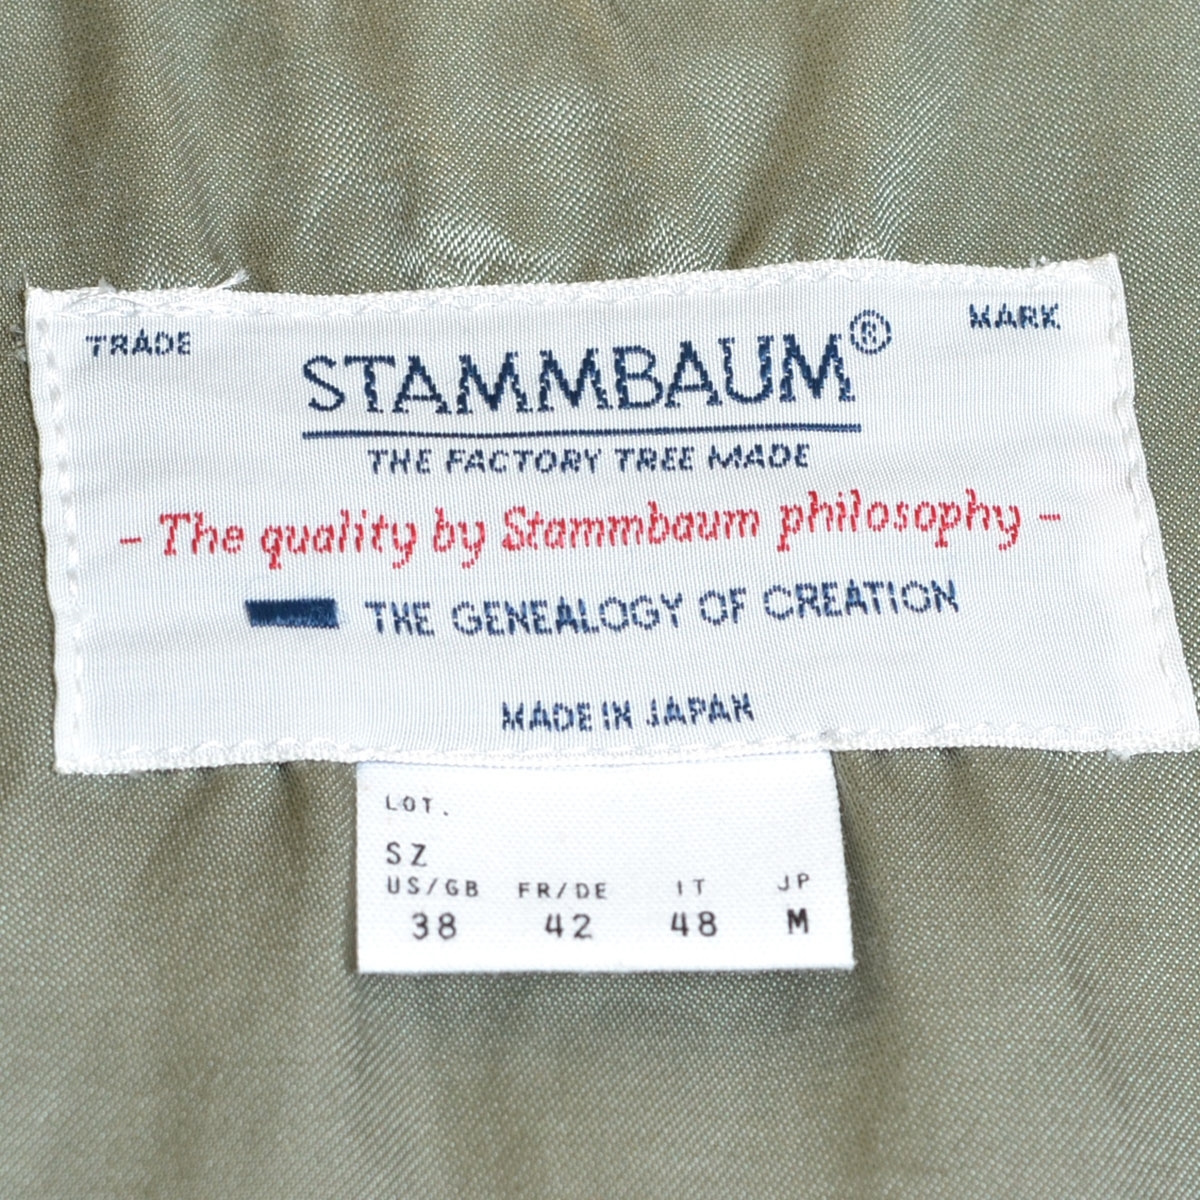 TRADE MARK
STAMMBAUM®
THE FACTORY TREE MADE
- The quality by Stammbaum philosophy -
THE GENEALOGY OF CREATION
MADE IN JAPAN
LOT.
SZ
US/GB FR/DE IT JP
38 42 48 M